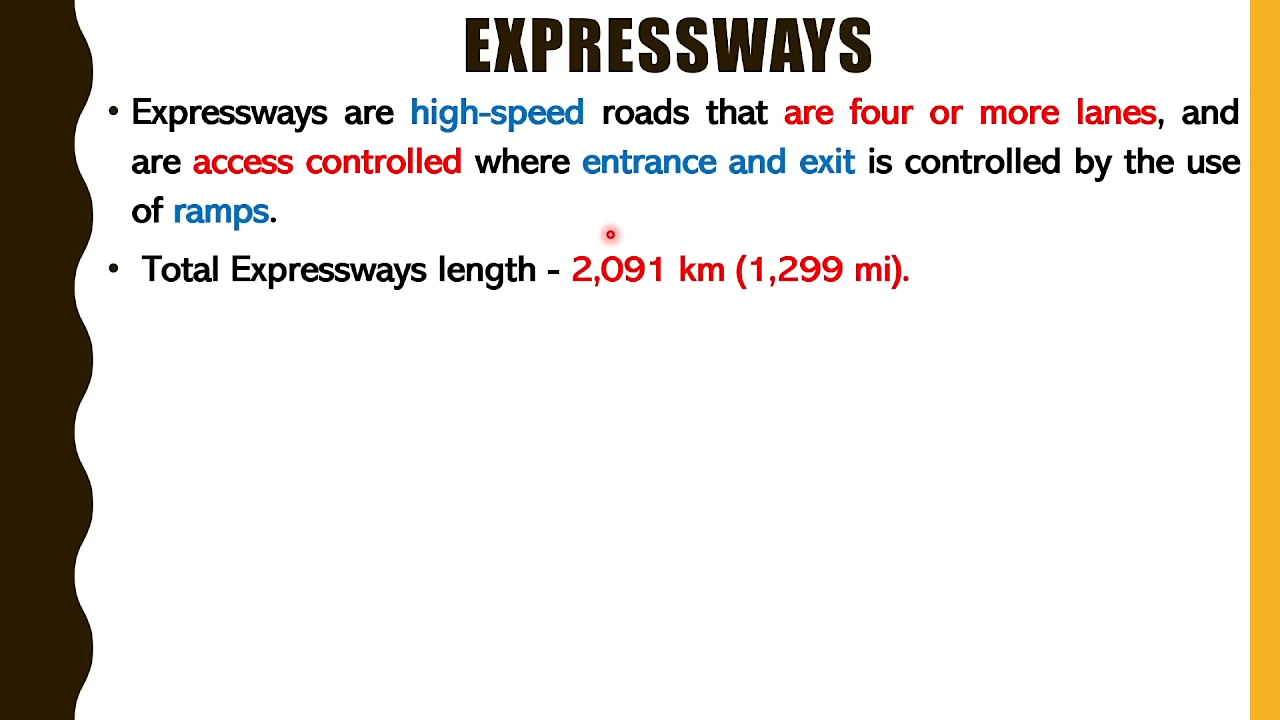 EXPRESSWAYS
• Expressways are high-speed roads that are four or more lanes, and
are access controlled where entrance and exit is controlled by the use
of ramps.
• Total Expressways length - 2,091 km (1,299 mi).